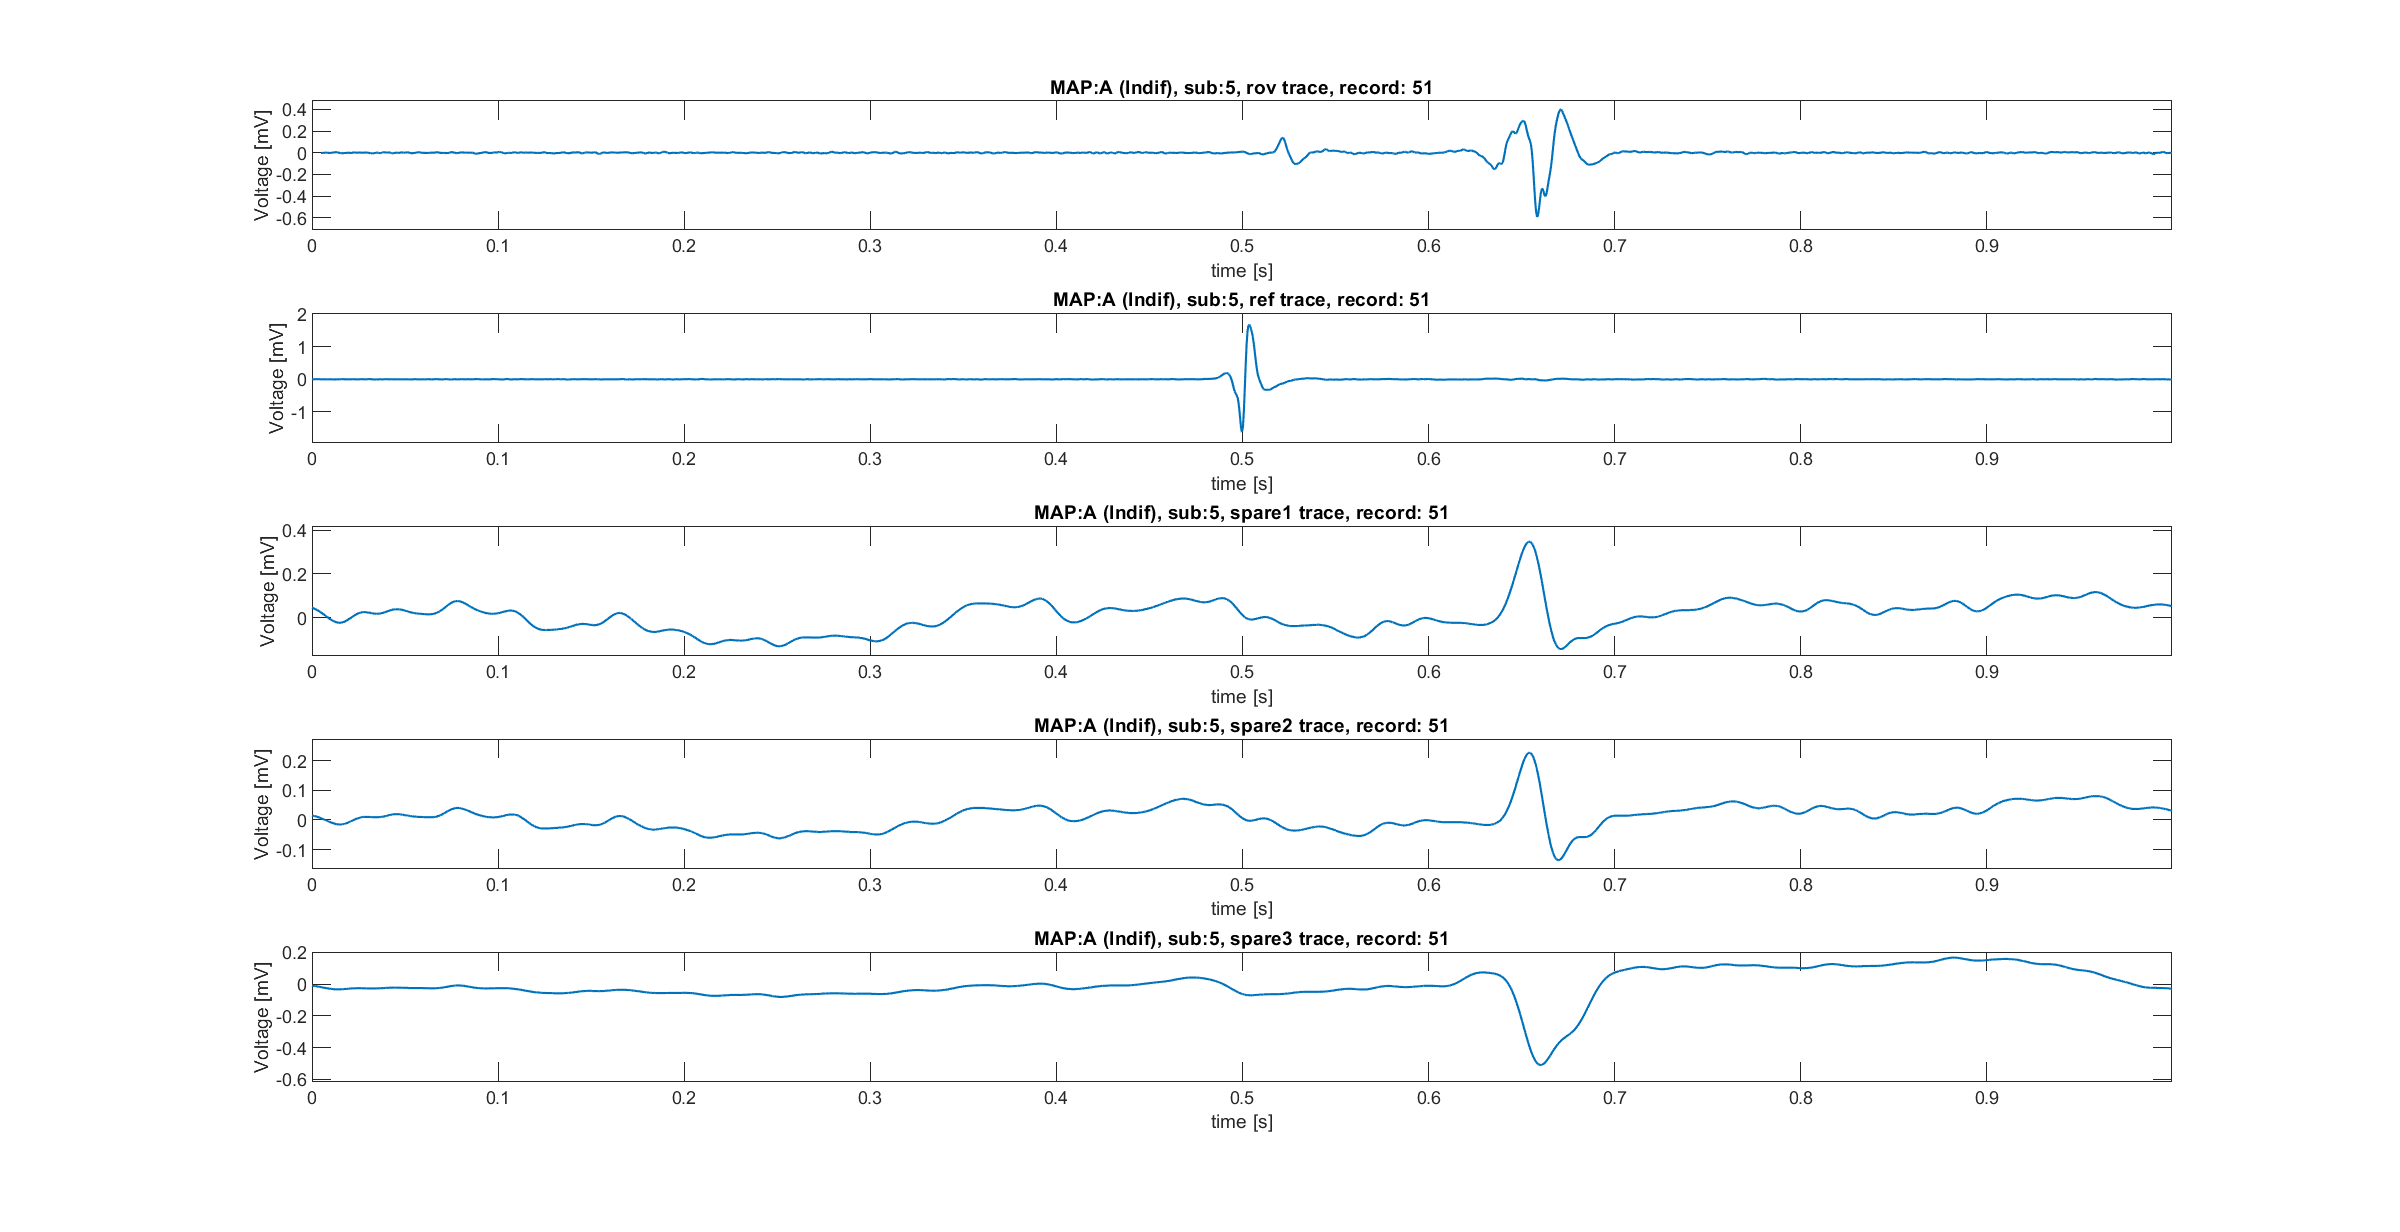 MAP:A (Indif), sub:5, rov trace, record: 51
Voltage [mV]
0.4
0.2
0
-0.2
-0.4
-0.6
0 0.1 0.2 0.3 0.4 0.5 0.6 0.7 0.8 0.9
time [s]
MAP:A (Indif), sub:5, ref trace, record: 51
Voltage [mV]
2
1
0
-1
0 0.1 0.2 0.3 0.4 0.5 0.6 0.7 0.8 0.9
time [s]
MAP:A (Indif), sub:5, spare1 trace, record: 51
Voltage [mV]
0.4
0.2
0
0 0.1 0.2 0.3 0.4 0.5 0.6 0.7 0.8 0.9
time [s]
MAP:A (Indif), sub:5, spare2 trace, record: 51
Voltage [mV]
0.2
0.1
0
-0.1
0 0.1 0.2 0.3 0.4 0.5 0.6 0.7 0.8 0.9
time [s]
MAP:A (Indif), sub:5, spare3 trace, record: 51
Voltage [mV]
0.2
0
-0.2
-0.4
-0.6
0 0.1 0.2 0.3 0.4 0.5 0.6 0.7 0.8 0.9
time [s]